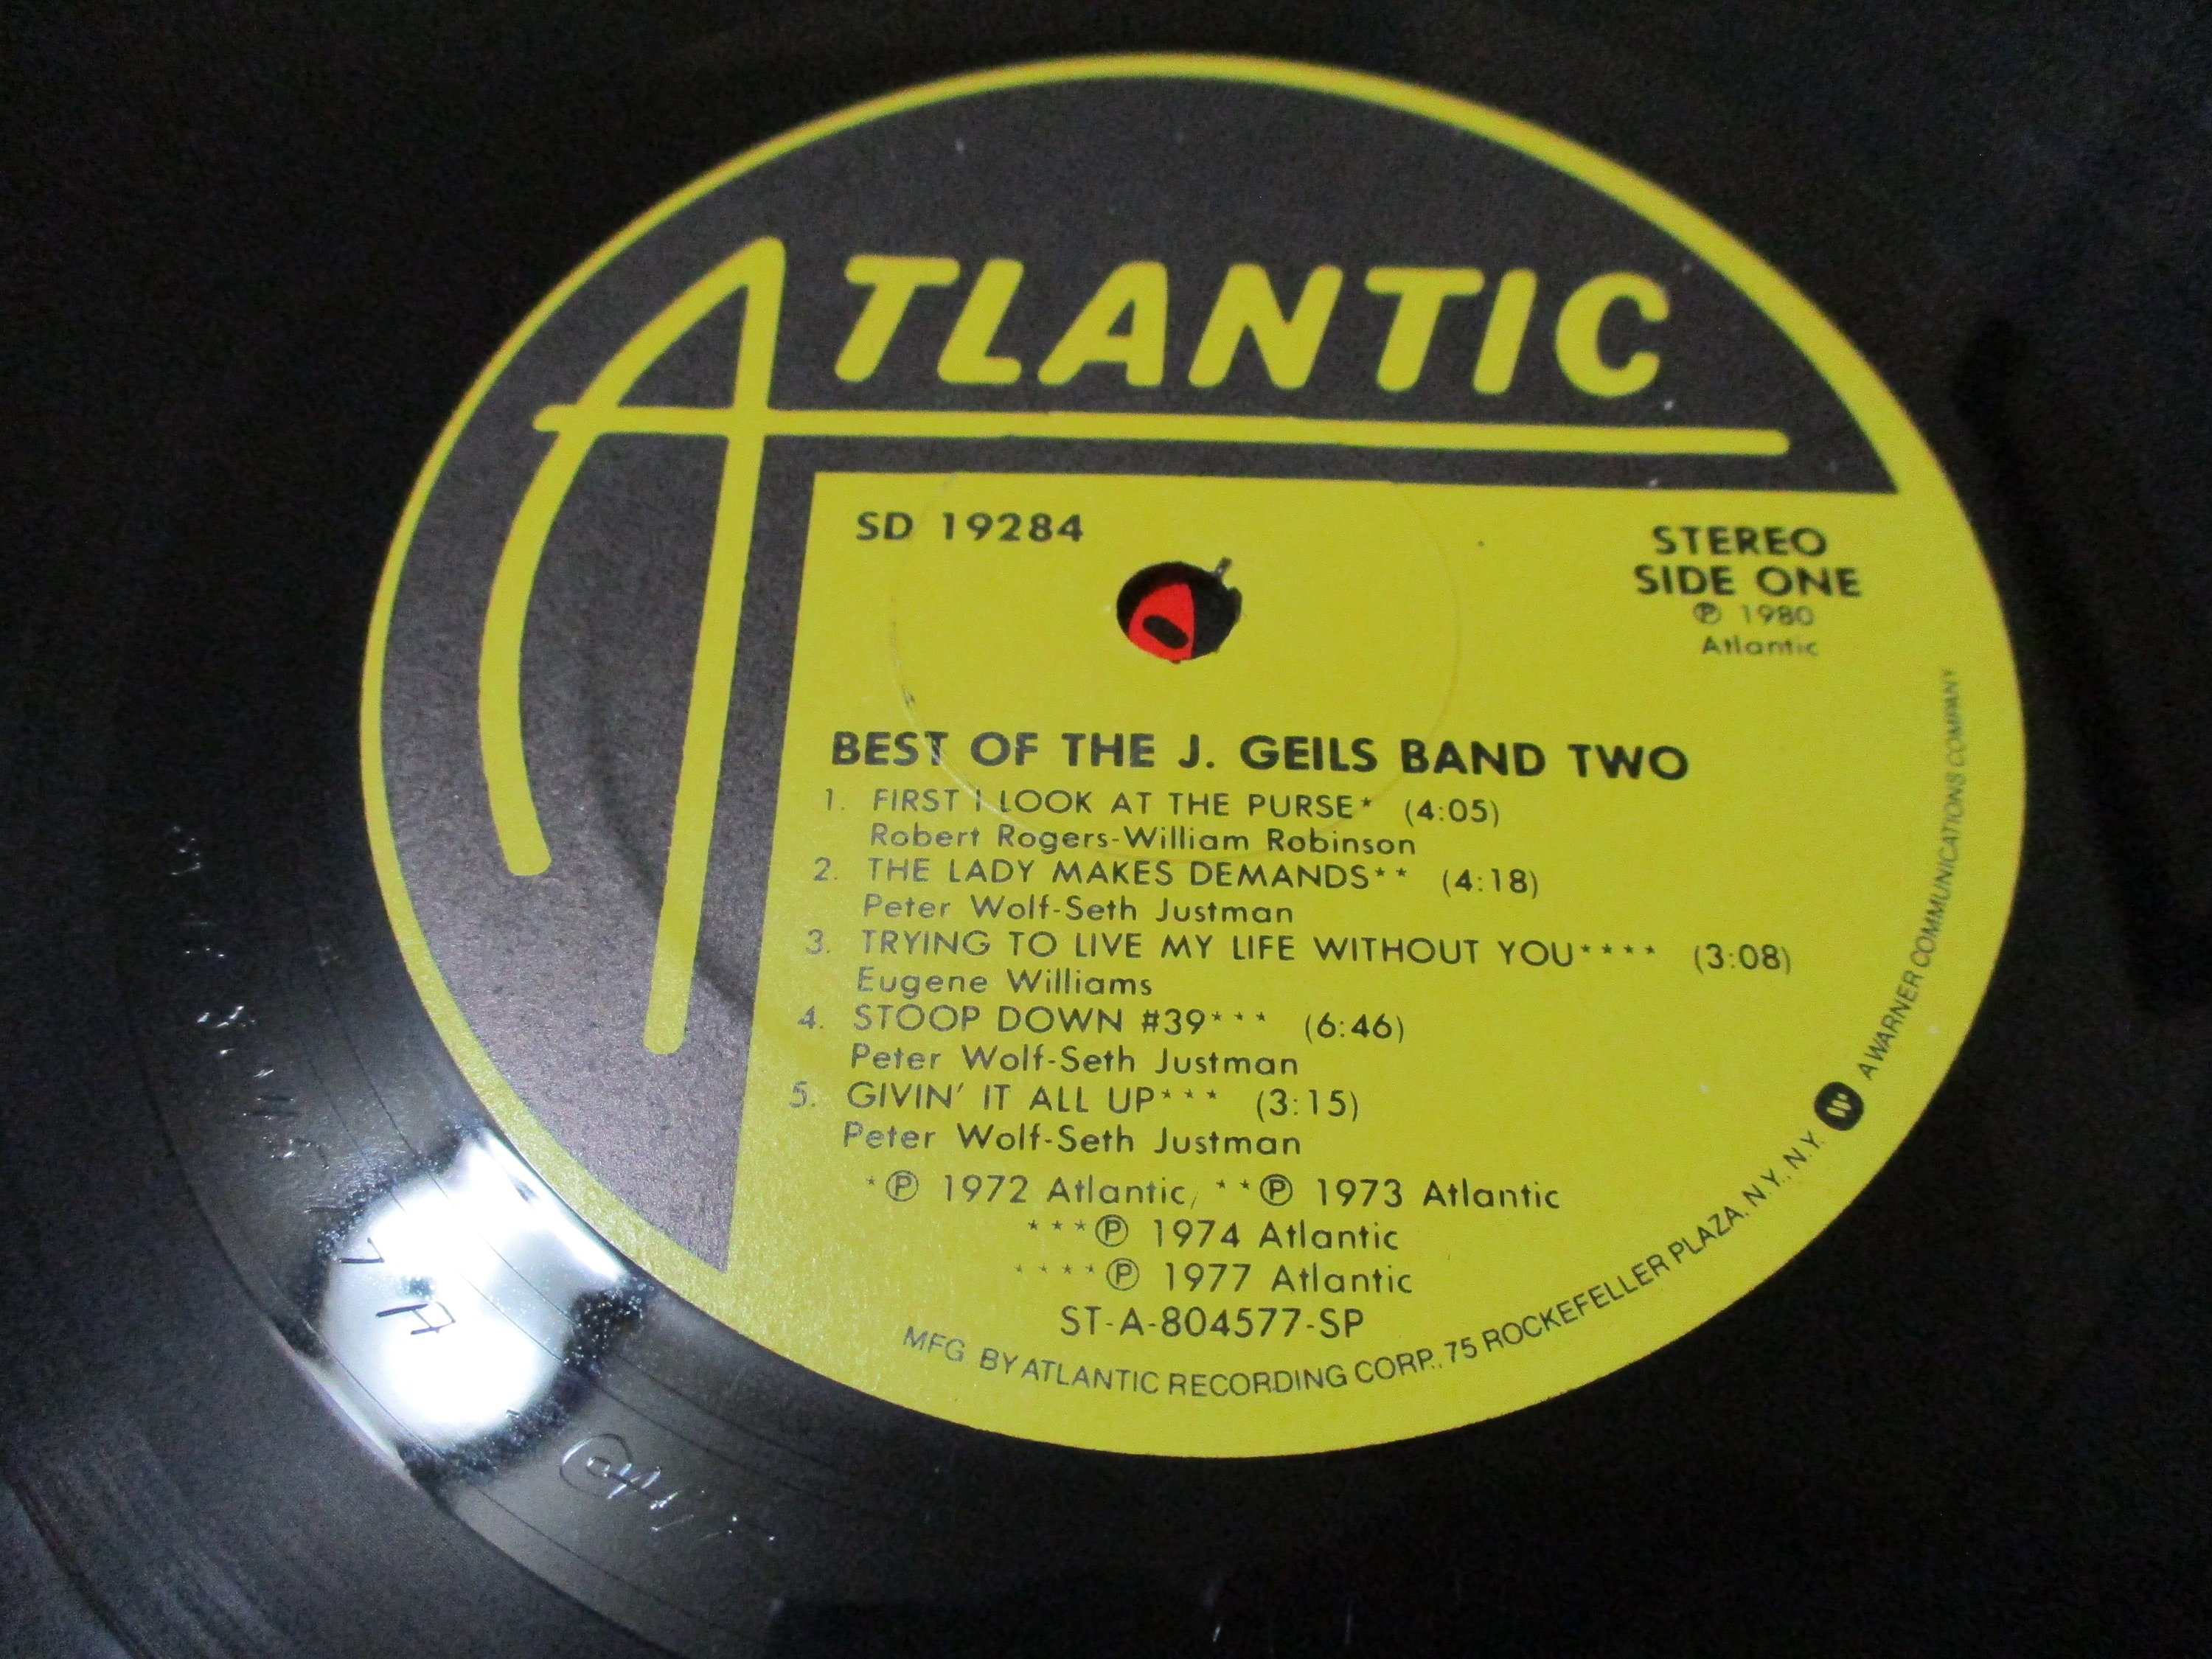 ATLANTIC
SD 19284
STEREO
SIDE ONE
℗ 1980
Atlantic
BEST OF THE J. GEILS BAND TWO
1. FIRST I LOOK AT THE PURSE* (4:05)
Robert Rogers-William Robinson
2. THE LADY MAKES DEMANDS** (4:18)
Peter Wolf-Seth Justman
3. TRYING TO LIVE MY LIFE WITHOUT YOU**** (3:08)
Eugene Williams
4. STOOP DOWN #39*** (6:46)
Peter Wolf-Seth Justman
5. GIVIN' IT ALL UP*** (3:15)
Peter Wolf-Seth Justman
*℗ 1972 Atlantic, **℗ 1973 Atlantic
***℗ 1974 Atlantic
****℗ 1977 Atlantic
ST-A-804577-SP
MFG. BY ATLANTIC RECORDING CORP., 75 ROCKEFELLER PLAZA, N.Y., N.Y. A WARNER COMMUNICATIONS COMPANY